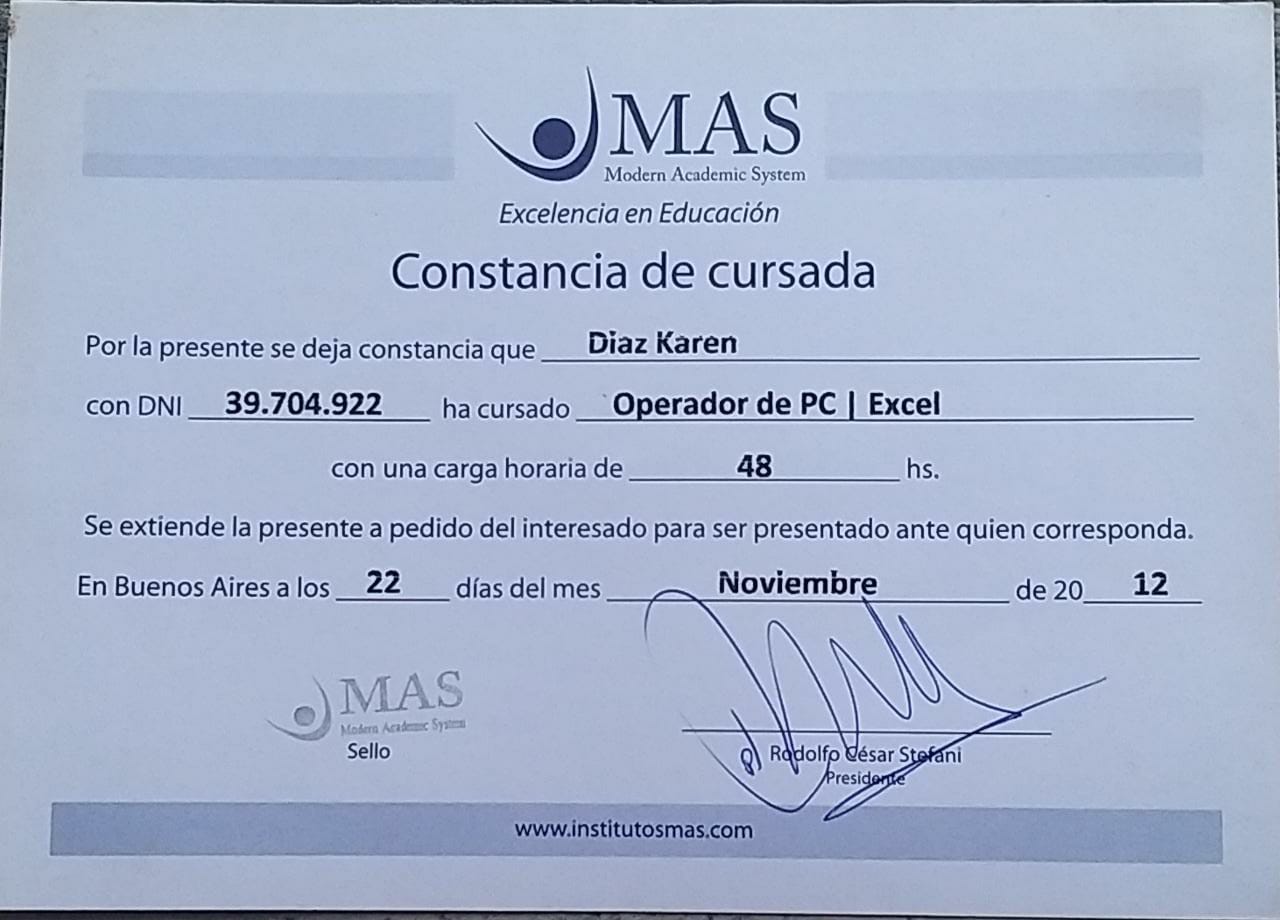 MAS
Modern Academic System
Excelencia en Educación
Constancia de cursada
Por la presente se deja constancia que Diaz Karen
con DNI 39.704.922 ha cursado Operador de PC | Excel
con una carga horaria de 48 hs.
Se extiende la presente a pedido del interesado para ser presentado ante quien corresponda.
En Buenos Aires a los 22 días del mes Noviembre de 20 12
MAS
Modern Academic System
Sello
Rodolfo César Stefani
Presidente
www.institutosmas.com